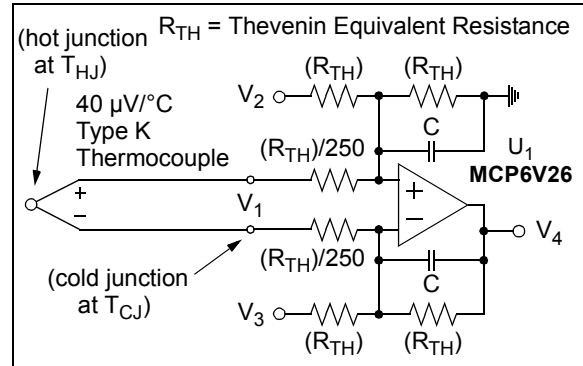 R_TH = Thevenin Equivalent Resistance
(hot junction
at T_HJ)
40 µV/°C
Type K
Thermocouple
(R_TH)
(R_TH)
V_2
C
U_1
MCP6V26
(R_TH)/250
+
−
+
−
V_1
V_4
(R_TH)/250
C
(cold junction
at T_CJ)
V_3
(R_TH)
(R_TH)